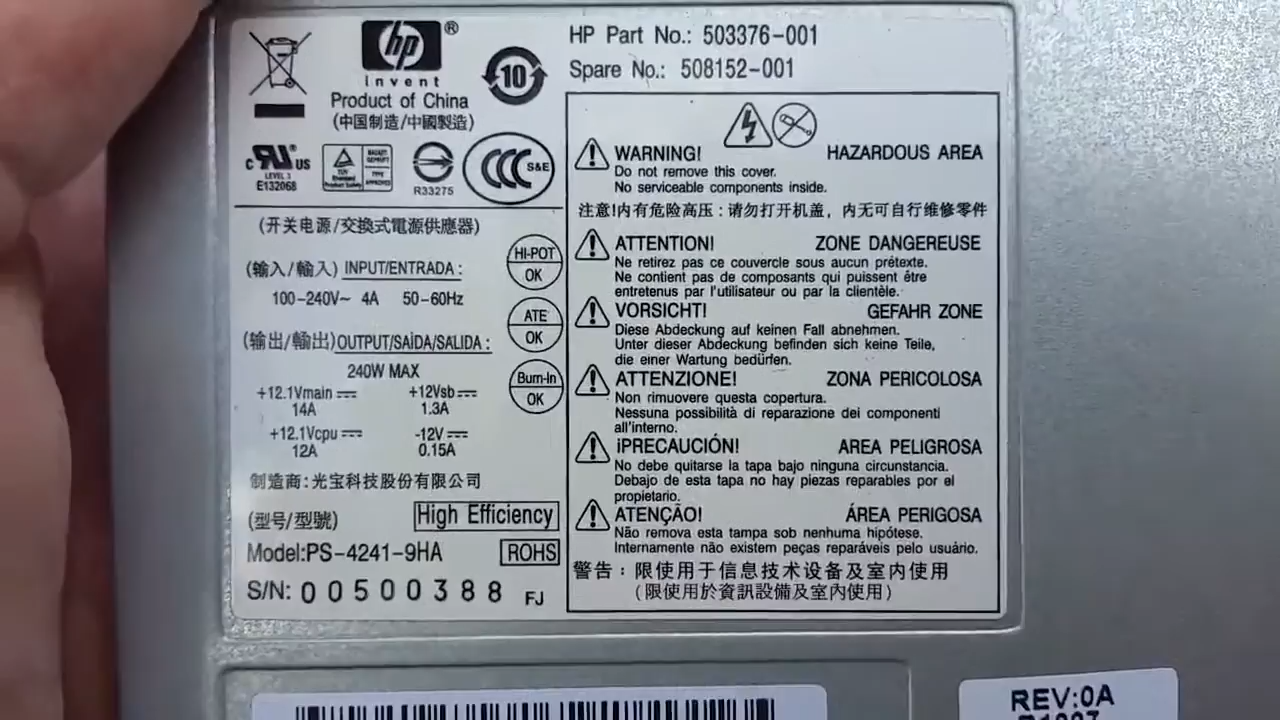 hp ®
invent
Product of China
(中国制造/中國製造)
10
c RU ® US
LEVEL 3
E132068
TÜV
Product Safety
BAUART
GEPRÜFT
TYPE
APPROVED
R33275
CCC S&E
HP Part No.: 503376-001
Spare No.: 508152-001
(开关电源/交換式電源供應器)
(输入/輸入) INPUT/ENTRADA:
100-240V~ 4A 50-60Hz
(输出/輸出)OUTPUT/SAÍDA/SALIDA:
240W MAX
+12.1Vmain +12Vsb
14A 1.3A
+12.1Vcpu -12V
12A 0.15A
HI-POT
OK
ATE
OK
Burn-In
OK
制造商:光宝科技股份有限公司
(型号/型號) High Efficiency
Model:PS-4241-9HA ROHS
S/N: 00500388 FJ
WARNING! HAZARDOUS AREA
Do not remove this cover.
No serviceable components inside.
注意!内有危险高压:请勿打开机盖,内无可自行维修零件
ATTENTION! ZONE DANGEREUSE
Ne retirez pas ce couvercle sous aucun prétexte.
Ne contient pas de composants qui puissent être
entretenus par l'utilisateur ou par la clientèle.
VORSICHT! GEFAHR ZONE
Diese Abdeckung auf keinen Fall abnehmen.
Unter dieser Abdeckung befinden sich keine Teile,
die einer Wartung bedürfen.
ATTENZIONE! ZONA PERICOLOSA
Non rimuovere questa copertura.
Nessuna possibilità di reparazione dei componenti
all'interno.
¡PRECAUCIÓN! AREA PELIGROSA
No debe quitarse la tapa bajo ninguna circunstancia.
Debajo de esta tapa no hay piezas reparables por el
propietario.
ATENÇÃO! ÁREA PERIGOSA
Não remova esta tampa sob nenhuma hipótese.
Internamente não existem peças reparáveis pelo usuário.
警告:限使用于信息技术设备及室内使用
(限使用於資訊設備及室內使用)
REV:0A